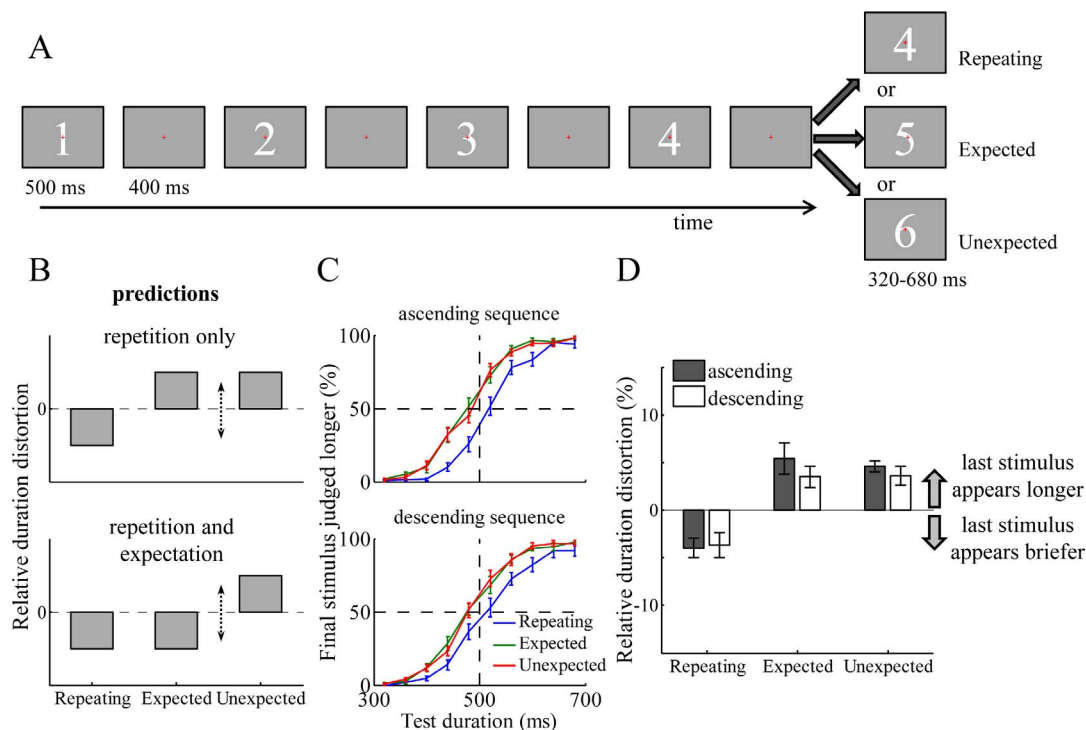 A
1
2
3
4
4
Repeating
or
5
Expected
or
6
Unexpected
500 ms
400 ms
time
320-680 ms
B
predictions
repetition only
Relative duration distortion
0
repetition and
expectation
0
Repeating
Expected
Unexpected
C
ascending sequence
Final stimulus judged longer (%)
100
50
0
descending sequence
100
50
0
Repeating
Expected
Unexpected
300
500
700
Test duration (ms)
D
ascending
descending
Relative duration distortion (%)
10
0
-10
last stimulus
appears longer
last stimulus
appears briefer
Repeating
Expected
Unexpected